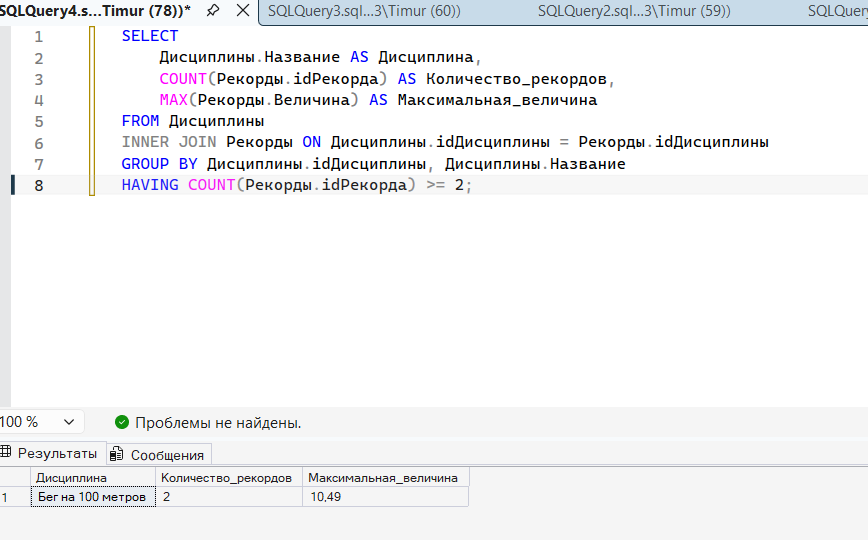 SQLQuery4.s...Timur (78))* SQLQuery3.sql...3\Timur (60)) SQLQuery2.sql...3\Timur (59)) SQLQuery
1 SELECT
2 Дисциплины.Название AS Дисциплина,
3 COUNT(Рекорды.idРекорда) AS Количество_рекордов,
4 MAX(Рекорды.Величина) AS Максимальная_величина
5 FROM Дисциплины
6 INNER JOIN Рекорды ON Дисциплины.idДисциплины = Рекорды.idДисциплины
7 GROUP BY Дисциплины.idДисциплины, Дисциплины.Название
8 HAVING COUNT(Рекорды.idРекорда) >= 2;
100 % Проблемы не найдены.
Результаты Сообщения
Дисциплина Количество_рекордов Максимальная_величина
1 Бег на 100 метров 2 10,49